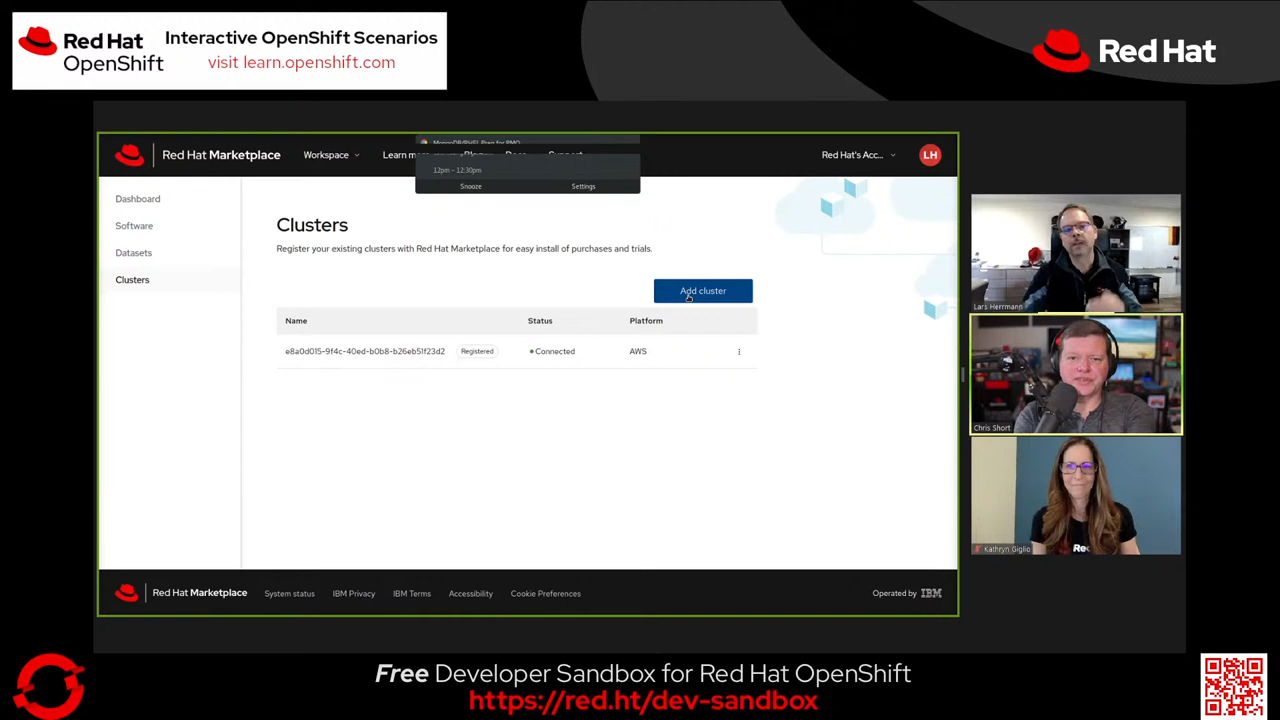 Red Hat
OpenShift
Interactive OpenShift Scenarios
visit learn.openshift.com
Red Hat
Red Hat Marketplace
Workspace
Learn
Support
Red Hat's Acc...
LH
12pm - 12:30pm
Snooze
Settings
Dashboard
Software
Datasets
Clusters
Clusters
Register your existing clusters with Red Hat Marketplace for easy install of purchases and trials.
Add cluster
Name Status Platform
e8a0d015-9f4c-40ed-b0b8-b26eb51f23d2 Registered Connected AWS
Lars Herrmann
Chris Short
Kathryn Giglio
Red Hat Marketplace System status IBM Privacy IBM Terms Accessibility Cookie Preferences Operated by IBM
Free Developer Sandbox for Red Hat OpenShift
https://red.ht/dev-sandbox